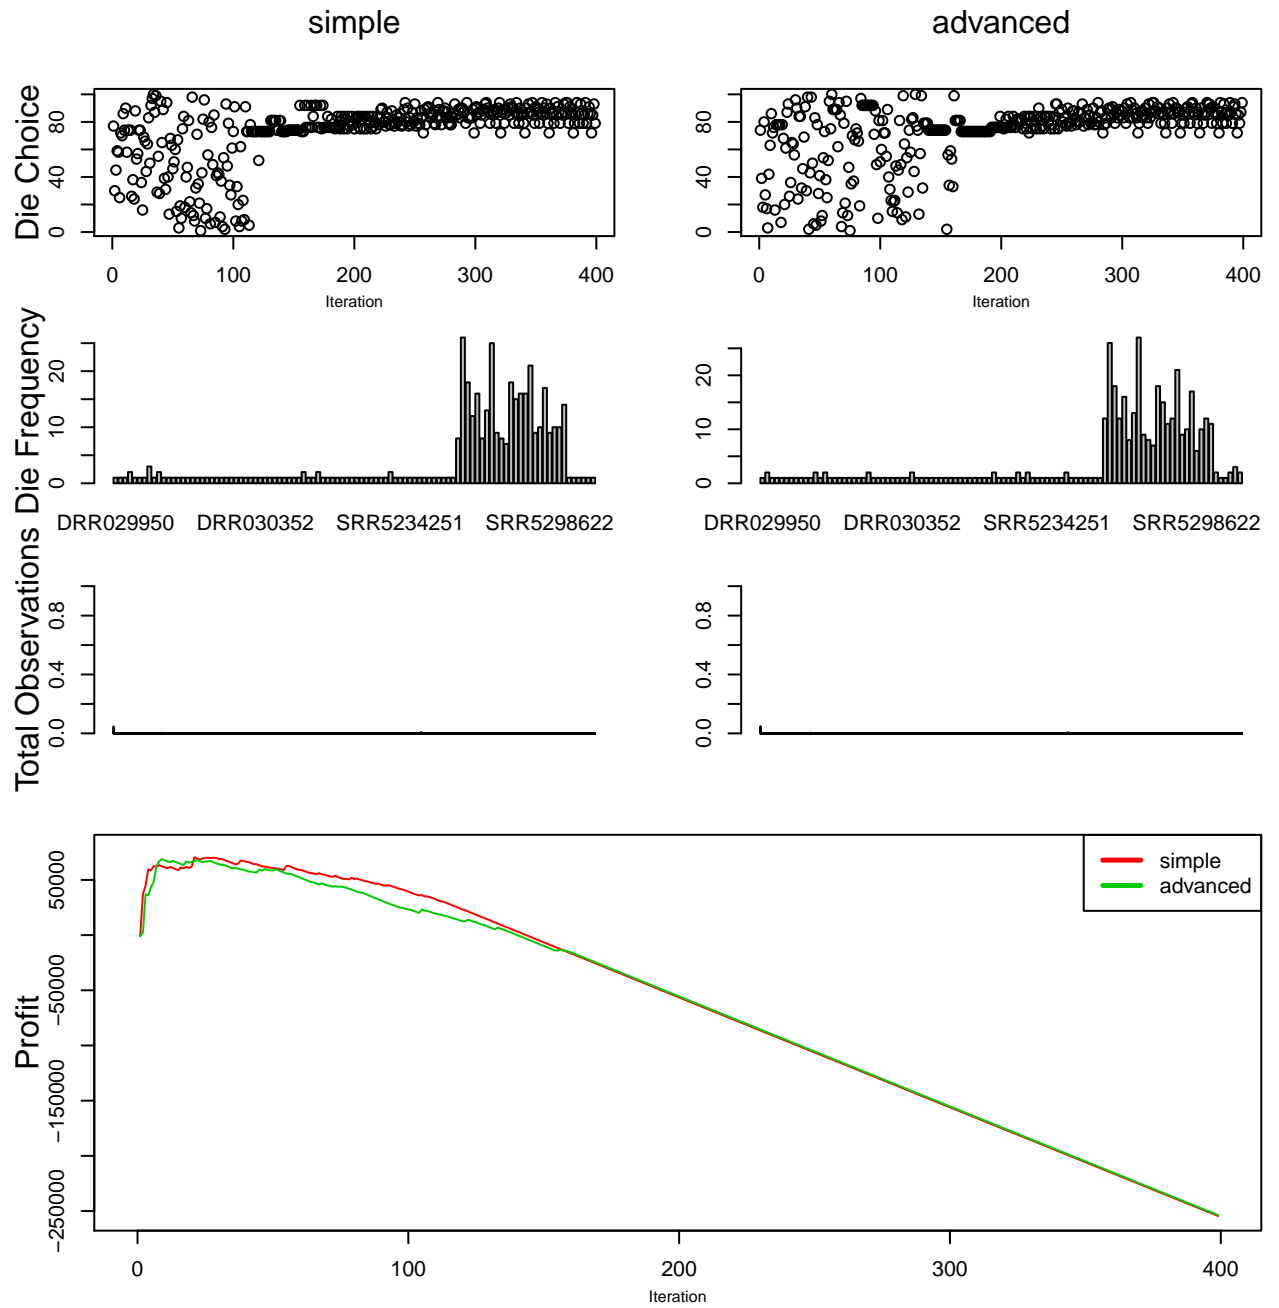 simple advanced
Die Choice
0 40 80
0 40 80
0 100 200 300 400
0 100 200 300 400
Iteration Iteration
Die Frequency
0 10 20
0 10 20
DRR029950 DRR030352 SRR5234251 SRR5298622
DRR029950 DRR030352 SRR5234251 SRR5298622
Total Observations
0.0 0.4 0.8
0.0 0.4 0.8
Profit
−250000 −150000 −50000 50000
simple
advanced
0 100 200 300 400
Iteration